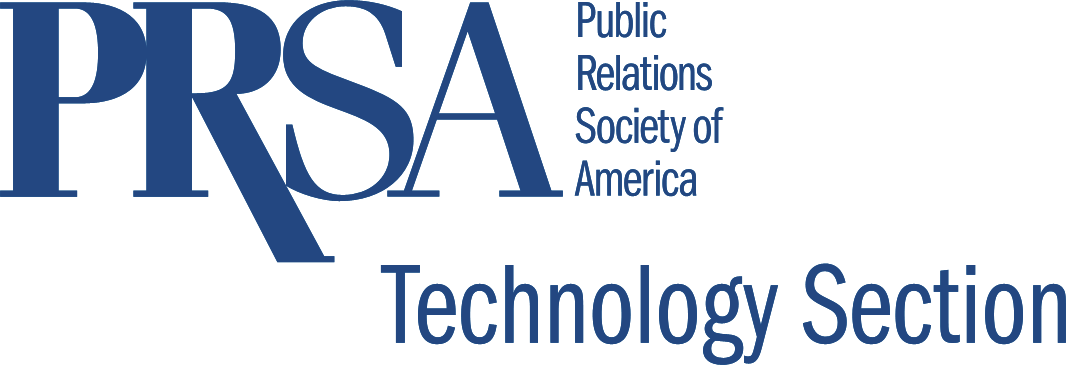 PRSA
Public
Relations
Society of
America
Technology Section